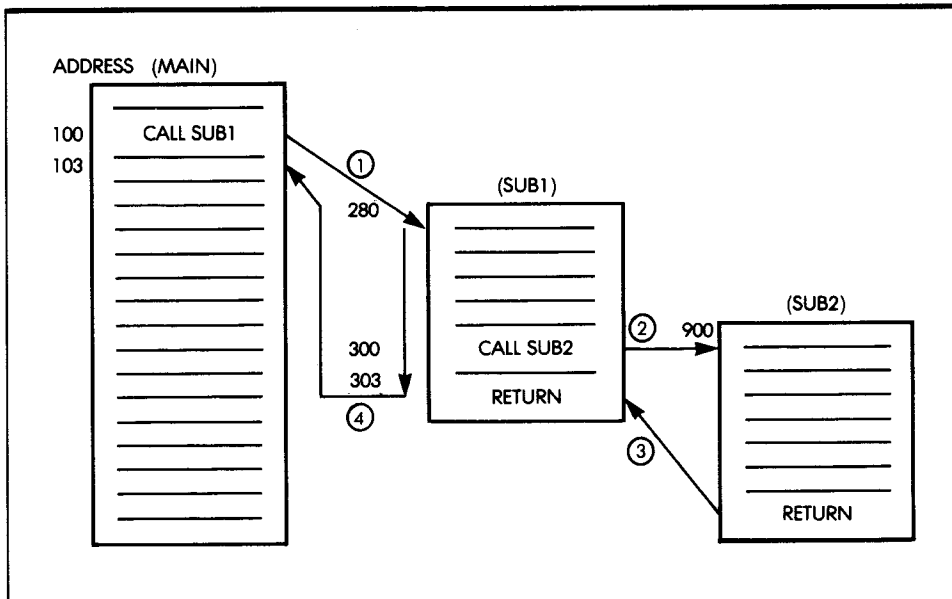 ADDRESS (MAIN)
100 CALL SUB1
103
①
280
(SUB1)
300
303
④
CALL SUB2
RETURN
② 900
③
(SUB2)
RETURN